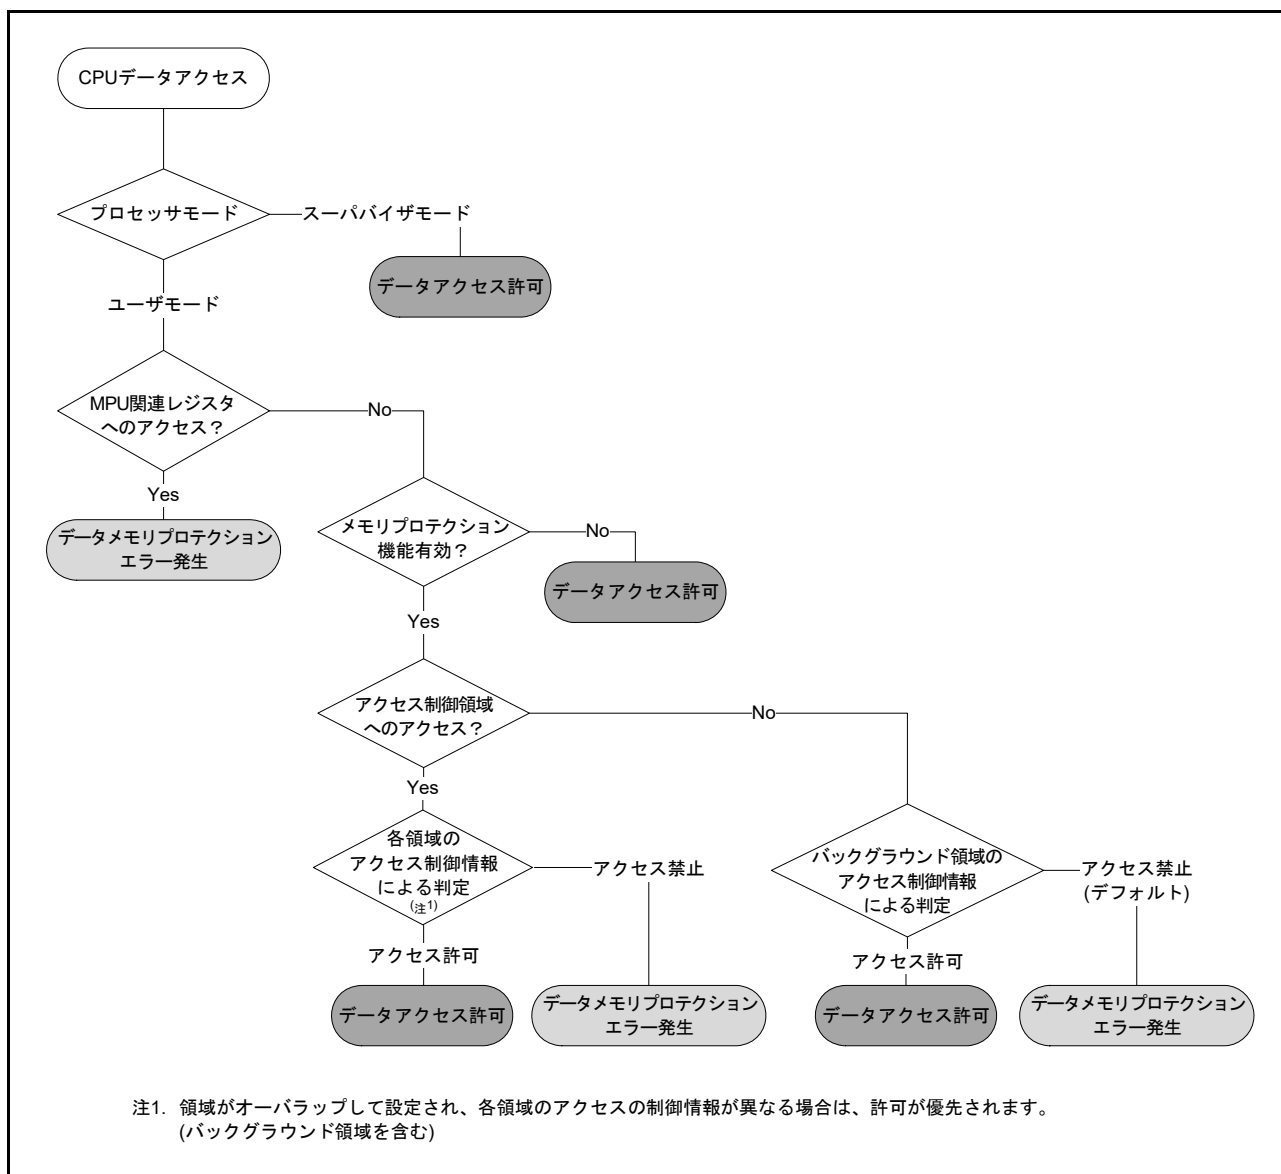 CPUデータアクセス
プロセッサモード
スーパバイザモード
データアクセス許可
ユーザモード
MPU関連レジスタ
へのアクセス？
No
Yes
データメモリプロテクション
エラー発生
メモリプロテクション
機能有効？
No
データアクセス許可
Yes
アクセス制御領域
へのアクセス？
No
Yes
各領域の
アクセス制御情報
による判定
(注1)
アクセス禁止
バックグラウンド領域の
アクセス制御情報
による判定
アクセス禁止
(デフォルト)
アクセス許可
アクセス許可
データアクセス許可
データメモリプロテクション
エラー発生
データアクセス許可
データメモリプロテクション
エラー発生
注1. 領域がオーバラップして設定され、各領域のアクセスの制御情報が異なる場合は、許可が優先されます。
(バックグラウンド領域を含む)